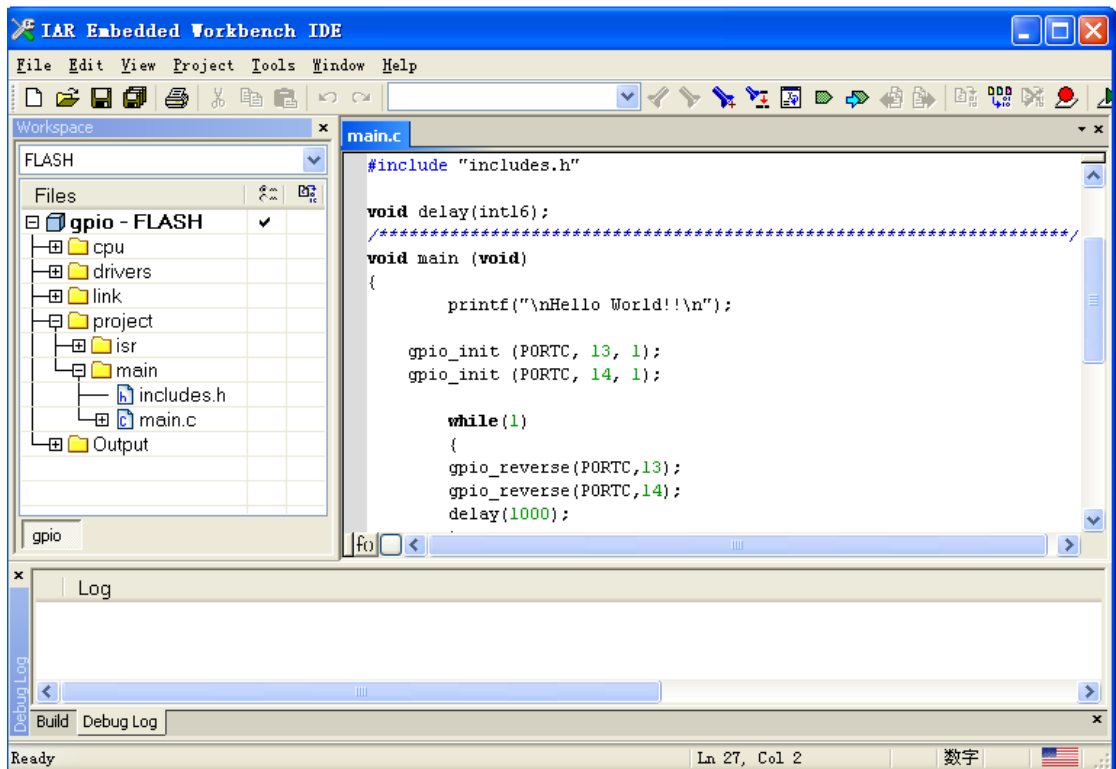 IAR Embedded Workbench IDE
File Edit View Project Tools Window Help
Workspace
main.c
FLASH
Files
gpio - FLASH
cpu
drivers
link
project
isr
main
includes.h
main.c
Output
gpio
#include "includes.h"
void delay(int16);
/*********************************************************************/
void main (void)
{
printf("\nHello World!!\n");
gpio_init (PORTC, 13, 1);
gpio_init (PORTC, 14, 1);
while(1)
{
gpio_reverse(PORTC,13);
gpio_reverse(PORTC,14);
delay(1000);
f()
Log
Debug Log
Build Debug Log
Ready Ln 27, Col 2 数字